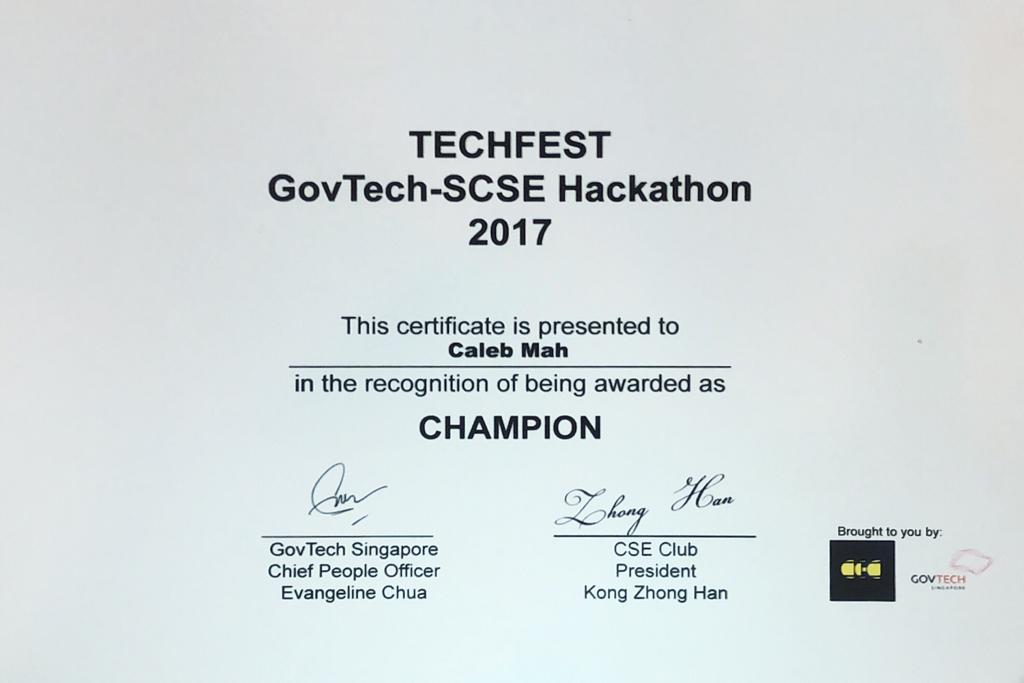 TECHFEST
GovTech-SCSE Hackathon
2017
This certificate is presented to
Caleb Mah
in the recognition of being awarded as
CHAMPION
Zhong Han
GovTech Singapore
Chief People Officer
Evangeline Chua
CSE Club
President
Kong Zhong Han
Brought to you by:
GOVTECH
SINGAPORE